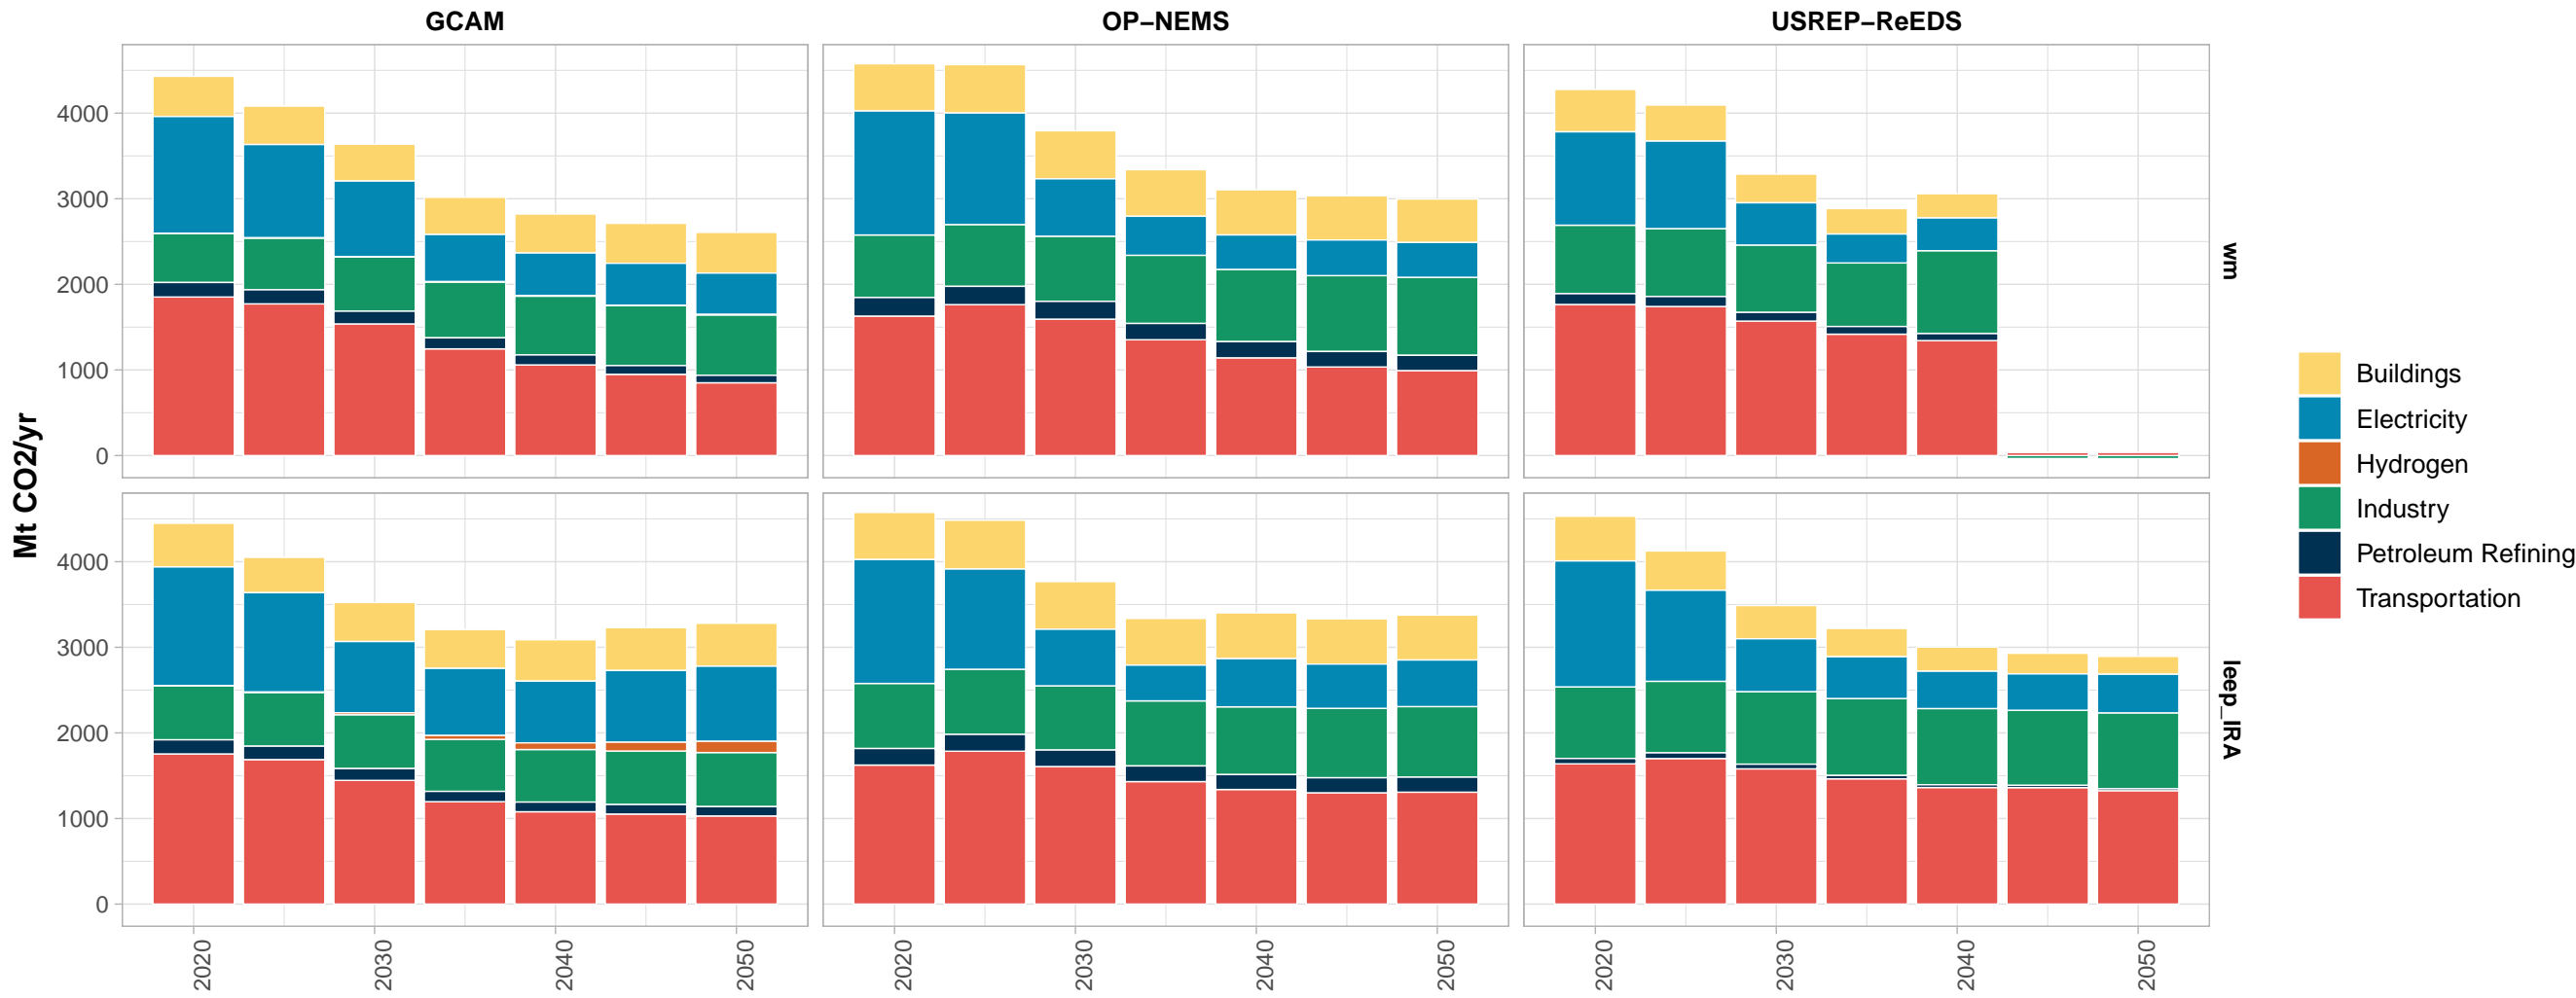 GCAM
OP−NEMS
USREP−ReEDS
Mt CO2/yr
4000
3000
2000
1000
0
wm
4000
3000
2000
1000
0
leep_IRA
2020
2030
2040
2050
2020
2030
2040
2050
2020
2030
2040
2050
Buildings
Electricity
Hydrogen
Industry
Petroleum Refining
Transportation